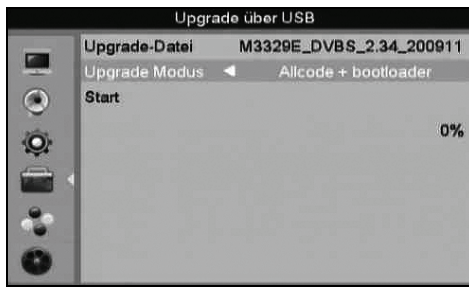 Upgrade über USB
Upgrade-Datei M3329E_DVBS_2.34_200911
Upgrade Modus Allcode + bootloader
Start
0%